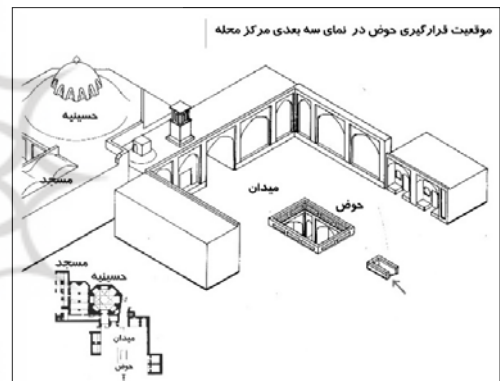 موقعیت قرارگیری حوض در نمای سه بعدی مرکز محله
حسینیه
مسجد
میدان
حوض
مسجد
حسینیه
میدان
حوض